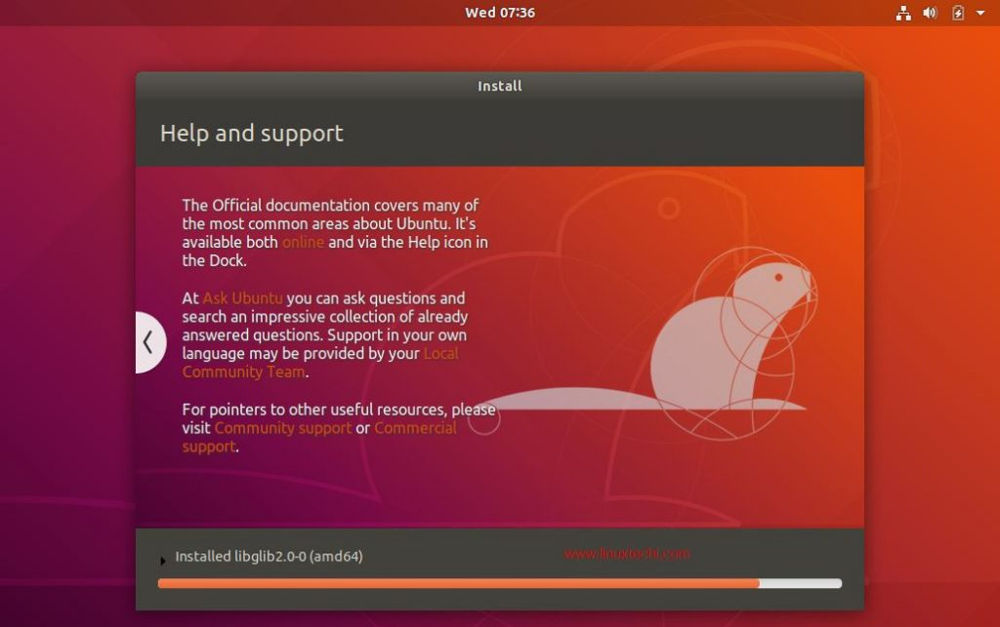 Wed 07:36
Install
Help and support
The Official documentation covers many of
the most common areas about Ubuntu. It's
available both online and via the Help icon in
the Dock.
At Ask Ubuntu you can ask questions and
search an impressive collection of already
answered questions. Support in your own
language may be provided by your Local
Community Team.
For pointers to other useful resources, please
visit Community support or Commercial
support.
Installed libglib2.0-0 (amd64)
www.linuxtechi.com